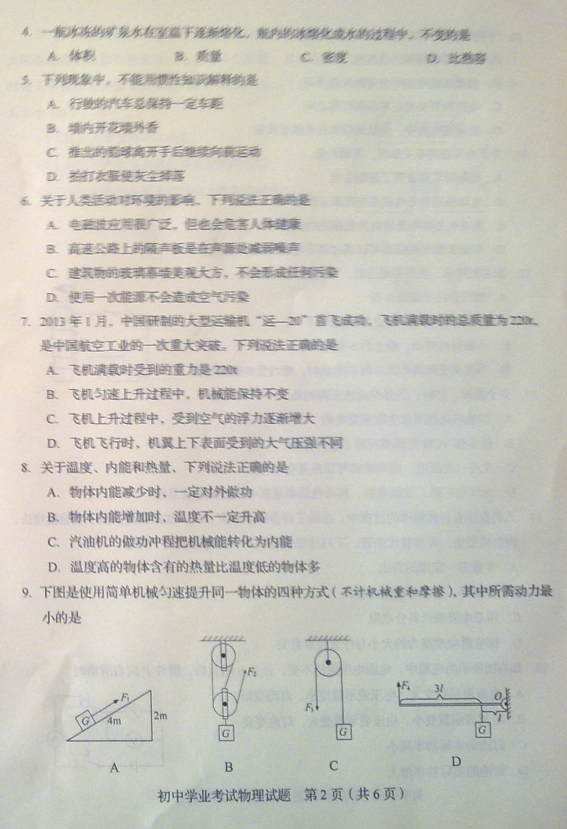 4. 一瓶冰冻的矿泉水在室温下逐渐熔化，瓶内的冰熔化成水的过程中，不变的是
A. 体积 B. 质量 C. 密度 D. 比热容
5. 下列现象中，不能用惯性知识解释的是
A. 行驶的汽车总保持一定车距
B. 墙内开花墙外香
C. 推出的铅球离开手后继续向前运动
D. 拍打衣服使灰尘掉落
6. 关于人类活动对环境的影响，下列说法正确的是
A. 电磁波应用很广泛，但也会危害人体健康
B. 高速公路上的隔声板是在声源处减弱噪声
C. 建筑物的玻璃幕墙美观大方，不会形成任何污染
D. 使用一次能源不会造成空气污染
7. 2013年1月，中国研制的大型运输机“运—20”首飞成功，飞机满载时的总质量为220t，
是中国航空工业的一次重大突破。下列说法正确的是
A. 飞机满载时受到的重力是220t
B. 飞机匀速上升过程中，机械能保持不变
C. 飞机上升过程中，受到空气的浮力逐渐增大
D. 飞机飞行时，机翼上下表面受到的大气压强不同
8. 关于温度、内能和热量，下列说法正确的是
A. 物体内能减少时，一定对外做功
B. 物体内能增加时，温度不一定升高
C. 汽油机的做功冲程把机械能转化为内能
D. 温度高的物体含有的热量比温度低的物体多
9. 下图是使用简单机械匀速提升同一物体的四种方式（不计机械重和摩擦），其中所需动力最
小的是
F₁ G 4m 2m
F₂ G
F₃ G
F₄ 3l O l G
A B C D
初中学业考试物理试题 第2页（共6页）